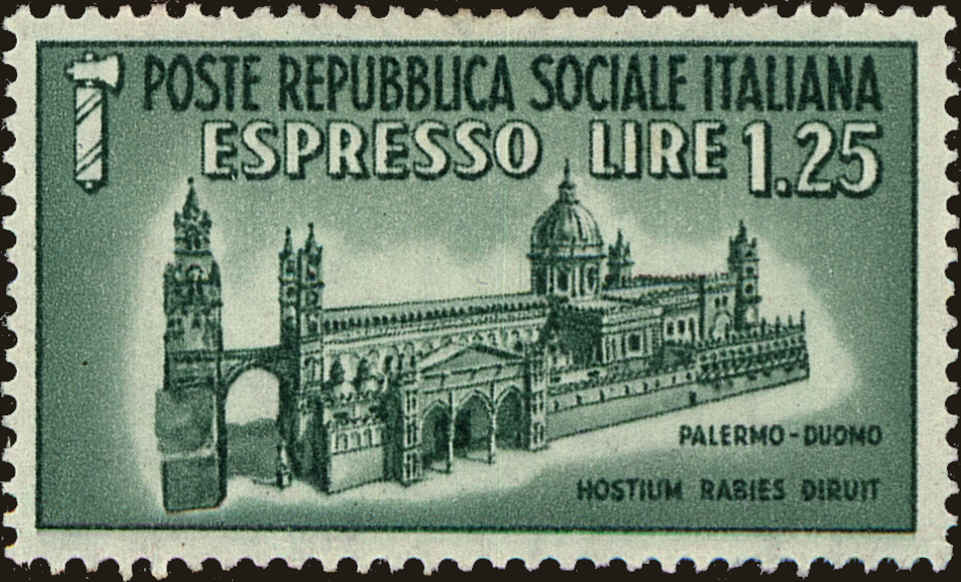 POSTE REPUBBLICA SOCIALE ITALIANA
ESPRESSO LIRE 1.25
PALERMO-DUOMO
HOSTIUM RABIES DIRUIT